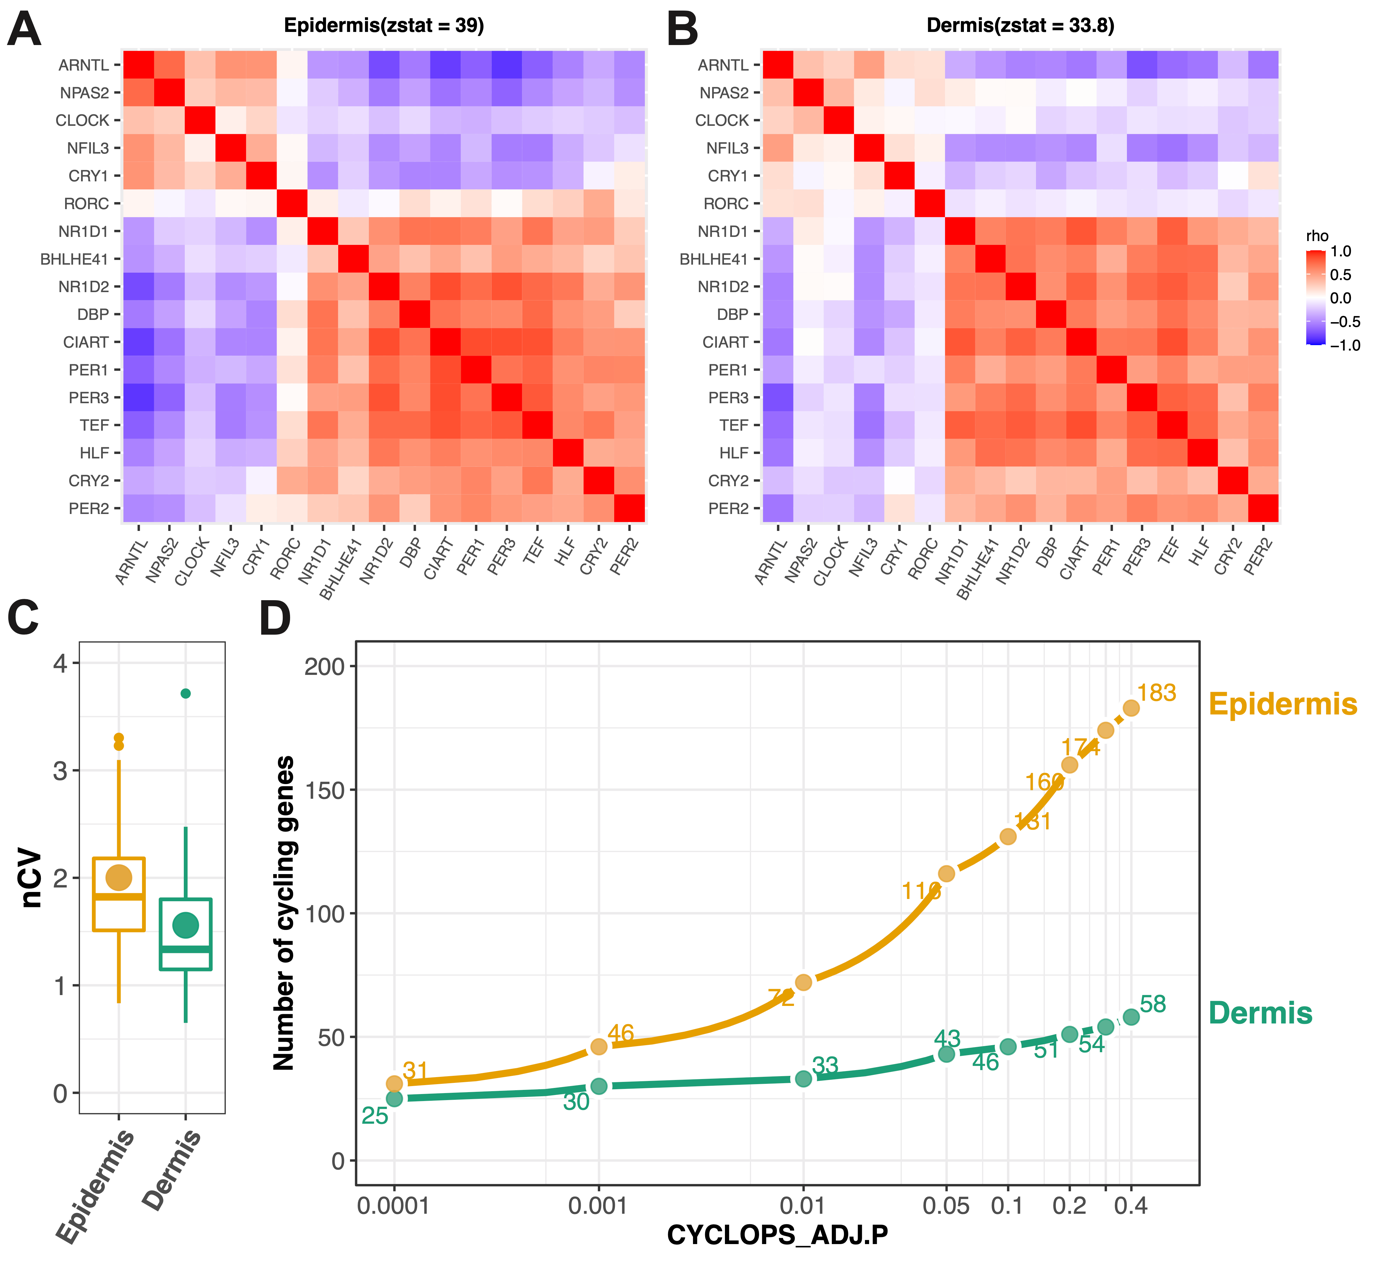 A
Epidermis(zstat = 39)
ARNTL
NPAS2
CLOCK
NFIL3
CRY1
RORC
NR1D1
BHLHE41
NR1D2
DBP
CIART
PER1
PER3
TEF
HLF
CRY2
PER2
ARNTL
NPAS2
CLOCK
NFIL3
CRY1
RORC
NR1D1
BHLHE41
NR1D2
DBP
CIART
PER1
PER3
TEF
HLF
CRY2
PER2
B
Dermis(zstat = 33.8)
ARNTL
NPAS2
CLOCK
NFIL3
CRY1
RORC
NR1D1
BHLHE41
NR1D2
DBP
CIART
PER1
PER3
TEF
HLF
CRY2
PER2
ARNTL
NPAS2
CLOCK
NFIL3
CRY1
RORC
NR1D1
BHLHE41
NR1D2
DBP
CIART
PER1
PER3
TEF
HLF
CRY2
PER2
rho
1.0
0.5
0.0
−0.5
−1.0
C
nCV
4
3
2
1
0
Epidermis
Dermis
D
Number of cycling genes
200
150
100
50
0
31
46
72
116
131
160
174
183
25
30
33
43
46
51
54
58
Epidermis
Dermis
0.0001
0.001
0.01
0.05
0.1
0.2
0.4
CYCLOPS_ADJ.P